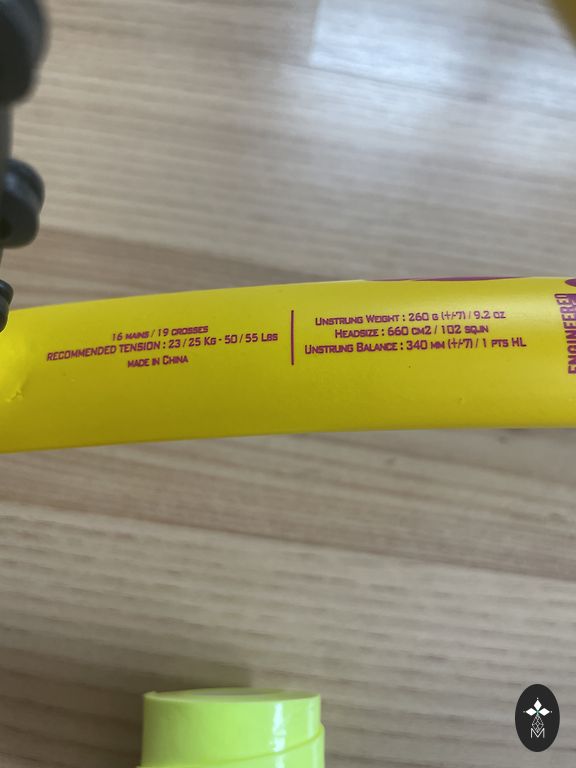 16 MAINS / 19 CROSSES
RECOMMENDED TENSION : 23 / 25 KG - 50 / 55 LBS
MADE IN CHINA
UNSTRUNG WEIGHT : 260 G (+/-7) / 9.2 OZ
HEADSIZE : 660 CM2 / 102 SQ.IN
UNSTRUNG BALANCE : 340 MM (+/-7) / 1 PTS HL
ENGINEERED
M